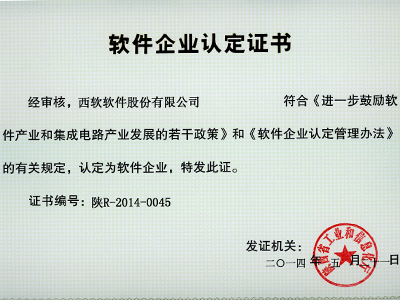 软件企业认定证书
经审核，西软软件股份有限公司 符合《进一步鼓励软
件产业和集成电路产业发展的若干政策》和《软件企业认定管理办法》
的有关规定，认定为软件企业，特发此证。
证书编号：陕R-2014-0045
发证机关：
陕西省工业和信息化厅
二〇一四年 五月 二十一日